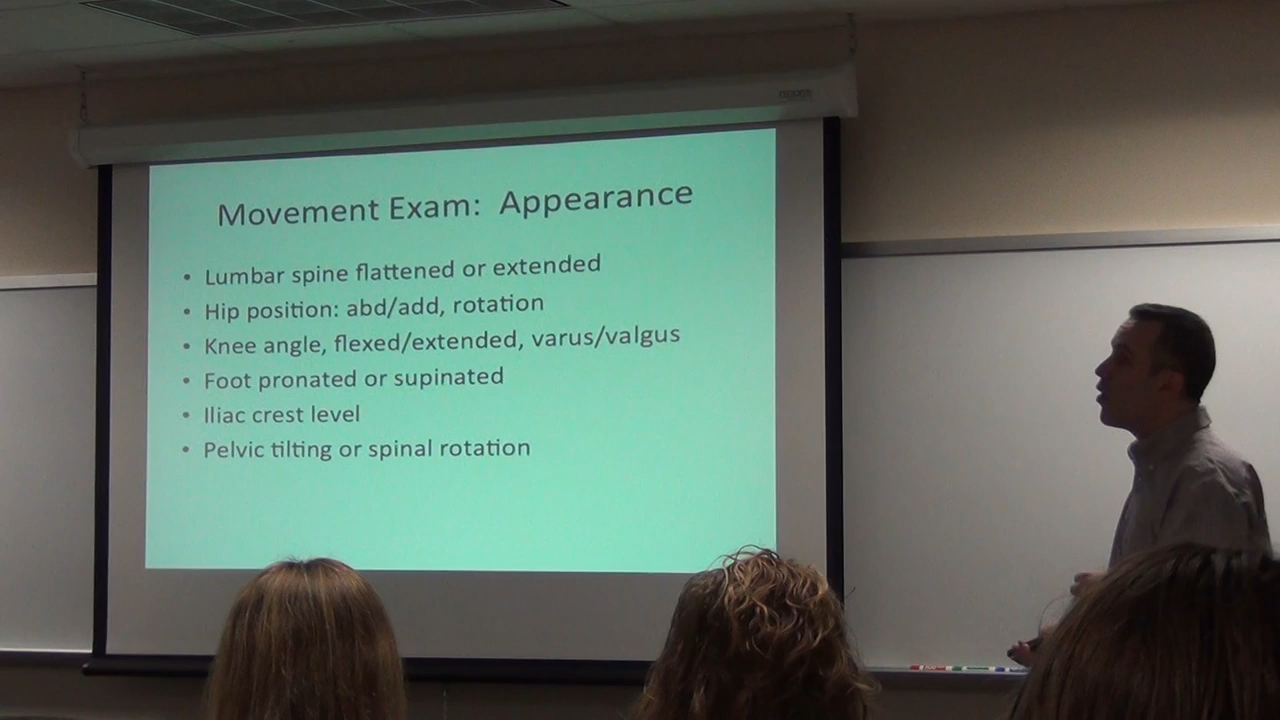 Movement Exam: Appearance
• Lumbar spine flattened or extended
• Hip position: abd/add, rotation
• Knee angle, flexed/extended, varus/valgus
• Foot pronated or supinated
• Iliac crest level
• Pelvic tilting or spinal rotation